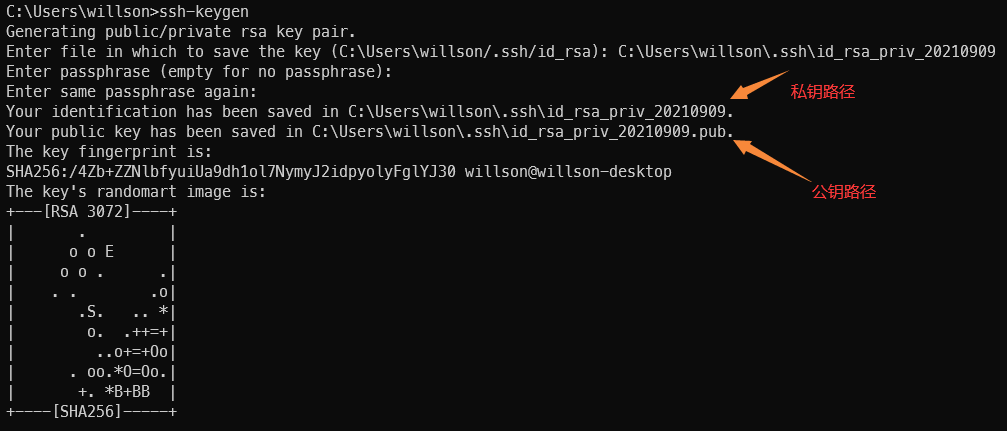 C:\Users\willson>ssh-keygen
Generating public/private rsa key pair.
Enter file in which to save the key (C:\Users\willson/.ssh/id_rsa): C:\Users\willson\.ssh\id_rsa_priv_20210909
Enter passphrase (empty for no passphrase):
Enter same passphrase again:
私钥路径
Your identification has been saved in C:\Users\willson\.ssh\id_rsa_priv_20210909.
Your public key has been saved in C:\Users\willson\.ssh\id_rsa_priv_20210909.pub.
The key fingerprint is:
SHA256:/4Zb+ZZNlbfyuiUa9dh1ol7NymyJ2idpyolyFglYJ30 willson@willson-desktop
The key's randomart image is:
公钥路径
+---[RSA 3072]----+
|       .         |
|      o o E      |
|     o o .      .|
|    . .        .o|
|       .S.   .. *|
|        o.  .++=+|
|         ..o+=+Oo|
|      . oo.*O=Oo.|
|       +. *B+BB  |
+----[SHA256]-----+